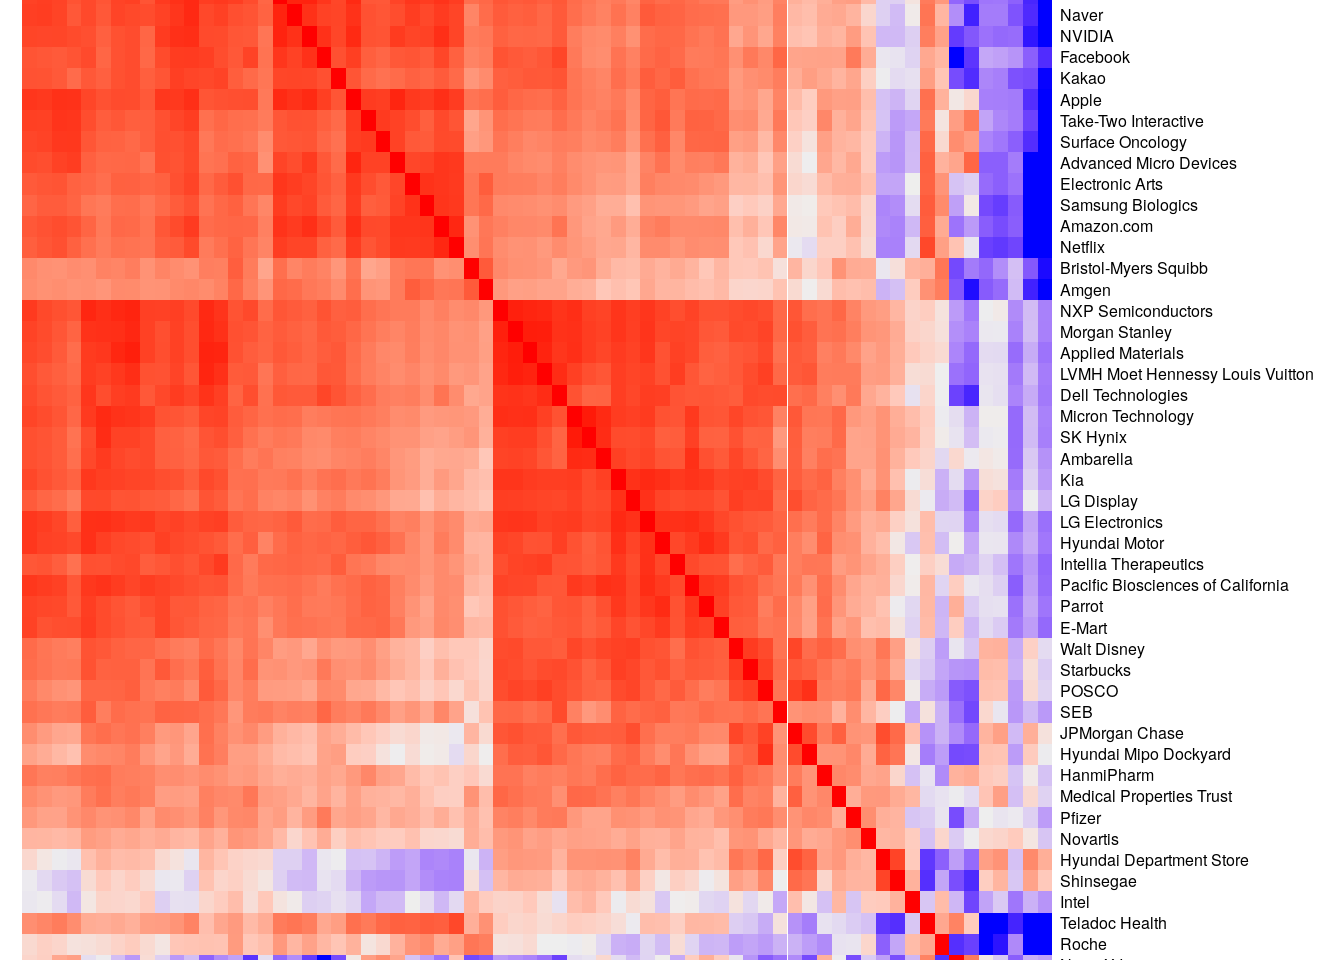 Naver
NVIDIA
Facebook
Kakao
Apple
Take-Two Interactive
Surface Oncology
Advanced Micro Devices
Electronic Arts
Samsung Biologics
Amazon.com
Netflix
Bristol-Myers Squibb
Amgen
NXP Semiconductors
Morgan Stanley
Applied Materials
LVMH Moet Hennessy Louis Vuitton
Dell Technologies
Micron Technology
SK Hynix
Ambarella
Kia
LG Display
LG Electronics
Hyundai Motor
Intellia Therapeutics
Pacific Biosciences of California
Parrot
E-Mart
Walt Disney
Starbucks
POSCO
SEB
JPMorgan Chase
Hyundai Mipo Dockyard
HanmiPharm
Medical Properties Trust
Pfizer
Novartis
Hyundai Department Store
Shinsegae
Intel
Teladoc Health
Roche